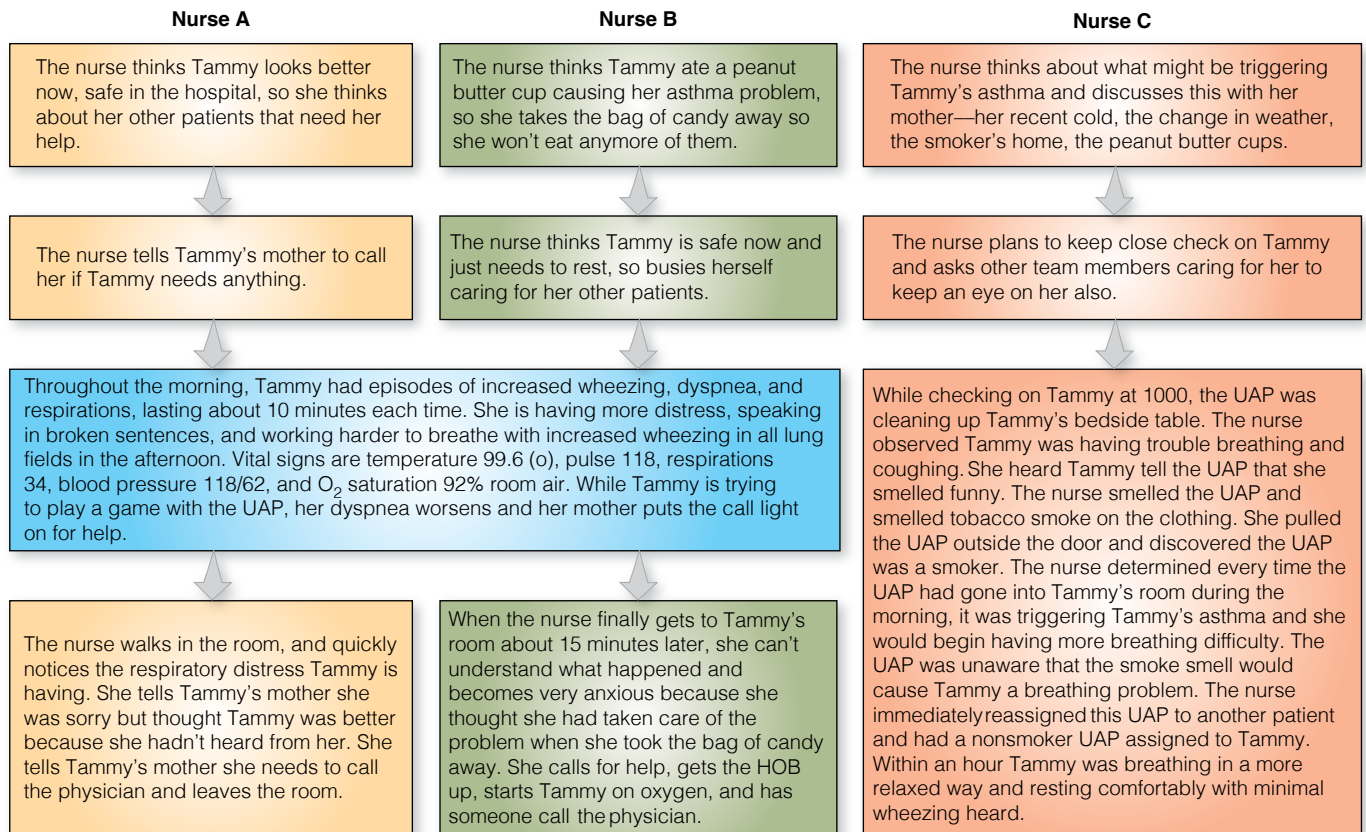 Nurse A
The nurse thinks Tammy looks better
now, safe in the hospital, so she thinks
about her other patients that need her
help.
The nurse tells Tammy's mother to call
her if Tammy needs anything.
Nurse B
The nurse thinks Tammy ate a peanut
butter cup causing her asthma problem,
so she takes the bag of candy away so
she won't eat anymore of them.
The nurse thinks Tammy is safe now and
just needs to rest, so busies herself
caring for her other patients.
Throughout the morning, Tammy had episodes of increased wheezing, dyspnea, and
respirations, lasting about 10 minutes each time. She is having more distress, speaking
in broken sentences, and working harder to breathe with increased wheezing in all lung
fields in the afternoon. Vital signs are temperature 99.6 (o), pulse 118, respirations
34, blood pressure 118/62, and O₂ saturation 92% room air. While Tammy is trying
to play a game with the UAP, her dyspnea worsens and her mother puts the call light
on for help.
The nurse walks in the room, and quickly
notices the respiratory distress Tammy is
having. She tells Tammy's mother she
was sorry but thought Tammy was better
because she hadn't heard from her. She
tells Tammy's mother she needs to call
the physician and leaves the room.
When the nurse finally gets to Tammy's
room about 15 minutes later, she can't
understand what happened and
becomes very anxious because she
thought she had taken care of the
problem when she took the bag of candy
away. She calls for help, gets the HOB
up, starts Tammy on oxygen, and has
someone call the physician.
Nurse C
The nurse thinks about what might be triggering
Tammy's asthma and discusses this with her
mother—her recent cold, the change in weather,
the smoker's home, the peanut butter cups.
The nurse plans to keep close check on Tammy
and asks other team members caring for her to
keep an eye on her also.
While checking on Tammy at 1000, the UAP was
cleaning up Tammy's bedside table. The nurse
observed Tammy was having trouble breathing and
coughing. She heard Tammy tell the UAP that she
smelled funny. The nurse smelled the UAP and
smelled tobacco smoke on the clothing. She pulled
the UAP outside the door and discovered the UAP
was a smoker. The nurse determined every time the
UAP had gone into Tammy's room during the
morning, it was triggering Tammy's asthma and she
would begin having more breathing difficulty. The
UAP was unaware that the smoke smell would
cause Tammy a breathing problem. The nurse
immediately reassigned this UAP to another patient
and had a nonsmoker UAP assigned to Tammy.
Within an hour Tammy was breathing in a more
relaxed way and resting comfortably with minimal
wheezing heard.